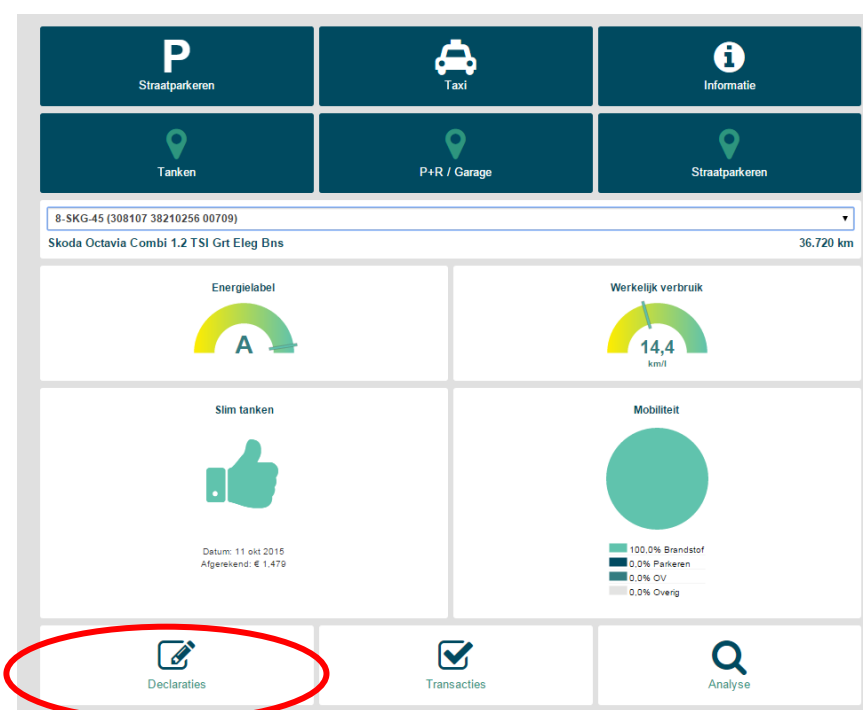 P
Straatparkeren
Taxi
Informatie
Tanken
P+R / Garage
Straatparkeren
8-SKG-45 (308107 38210256 00709)
Skoda Octavia Combi 1.2 TSI Grt Eleg Bns
36.720 km
Energielabel
A
Werkelijk verbruik
14,4
km/l
Slim tanken
Datum: 11 okt 2015
Afgerekend: € 1,479
Mobiliteit
100,0% Brandstof
0,0% Parkeren
0,0% OV
0,0% Overig
Declaraties
Transacties
Analyse